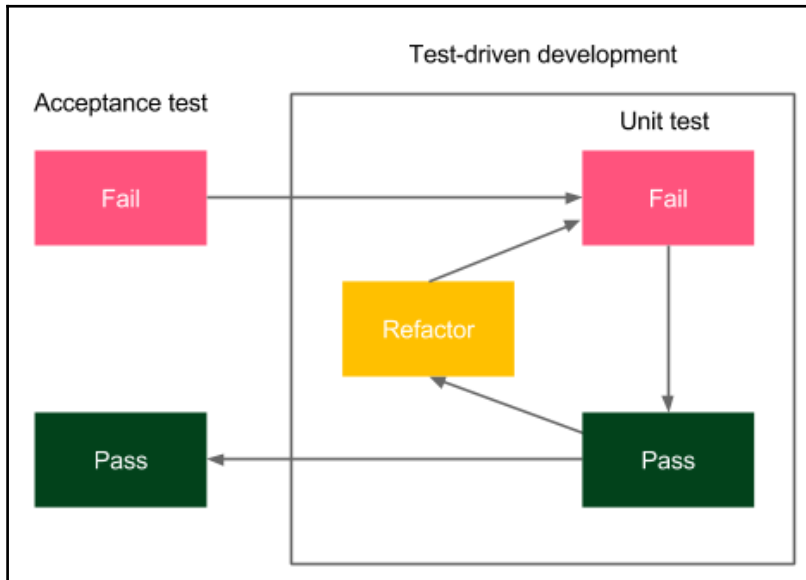 Test-driven development
Acceptance test
Unit test
Fail
Fail
Refactor
Pass
Pass